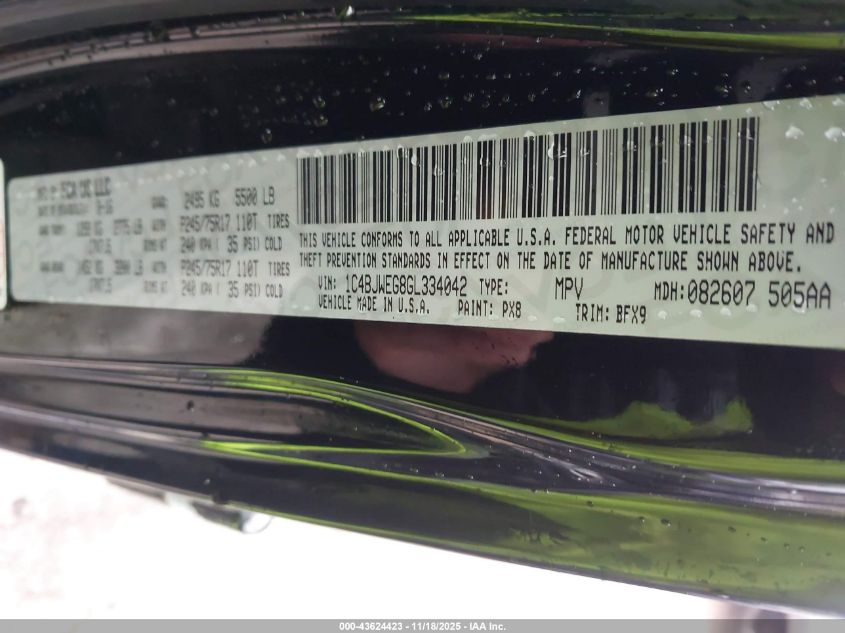 FCA US LLC 2495 KG 5500 LB
P245/75R17 110T TIRES
240 KPA ( 35 PSI) COLD
P245/75R17 110T TIRES
240 KPA ( 35 PSI) COLD
THIS VEHICLE CONFORMS TO ALL APPLICABLE U.S.A. FEDERAL MOTOR VEHICLE SAFETY AND
THEFT PREVENTION STANDARDS IN EFFECT ON THE DATE OF MANUFACTURE SHOWN ABOVE.
VIN: 1C4BJWEG8GL334042 TYPE: MPV MDH:082607 505AA
VEHICLE MADE IN U.S.A. PAINT: PX8 TRIM: BFX9
000-43624423 - 11/18/2025 - IAA Inc.